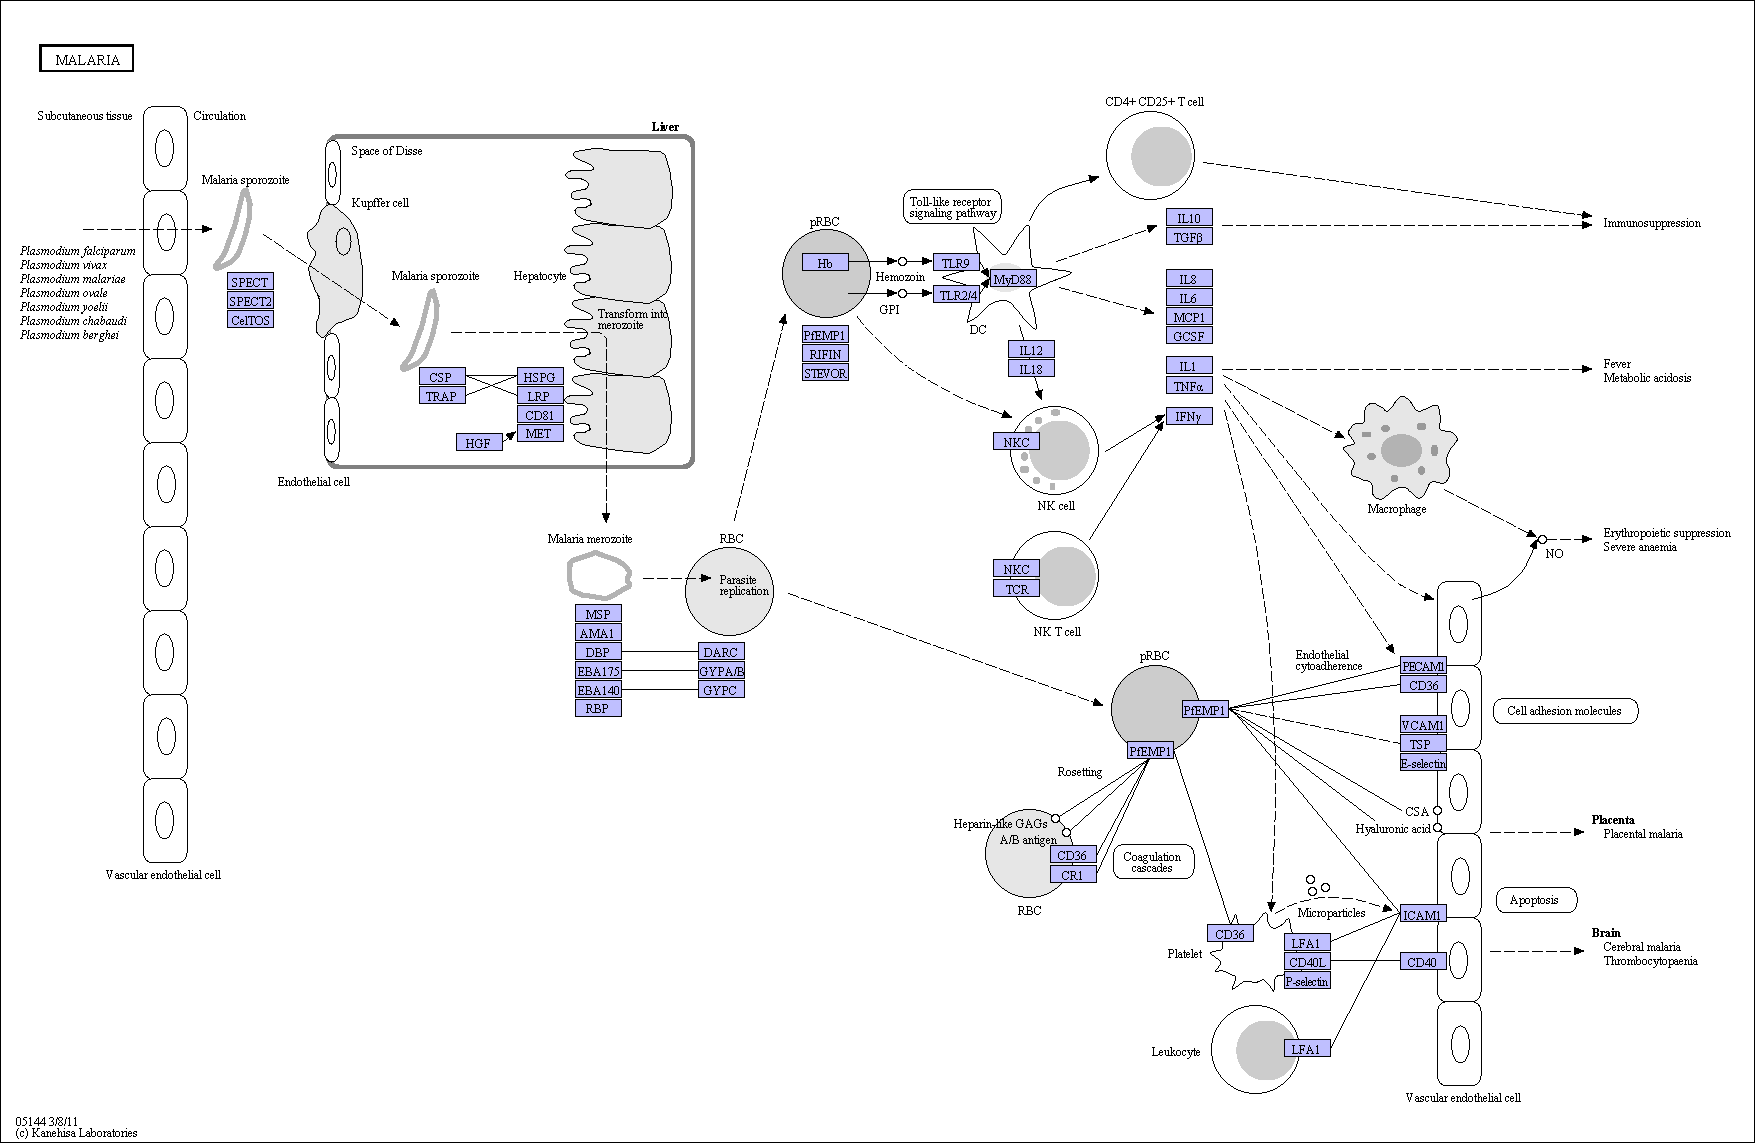 MALARIA
Subcutaneous tissue
Circulation
Malaria sporozoite
Plasmodium falciparum
Plasmodium vivax
Plasmodium malariae
Plasmodium ovale
Plasmodium yoelii
Plasmodium chabaudi
Plasmodium berghei
SPECT
SPECT2
CelTOS
Vascular endothelial cell
Liver
Space of Disse
Kupffer cell
Malaria sporozoite
Hepatocyte
Transform into
merozoite
CSP
TRAP
HSPG
LRP
CD81
MET
HGF
Endothelial cell
Malaria merozoite
MSP
AMA1
DBP
EBA175
EBA140
RBP
RBC
Parasite
replication
DARC
GYPA/B
GYPC
pRBC
Hb
Hemozoin
GPI
PfEMP1
RIFIN
STEVOR
Toll-like receptor
signaling pathway
TLR9
TLR2/4
MyD88
DC
IL12
IL18
NKC
NK cell
NKC
TCR
NK T cell
CD4+ CD25+ T cell
IL10
TGFβ
IL8
IL6
MCP1
GCSF
IL1
TNFα
IFNγ
Immunosuppression
Fever
Metabolic acidosis
Macrophage
NO
Erythropoietic suppression
Severe anaemia
pRBC
PfEMP1
PfEMP1
Rosetting
Heparin-like GAGs
A/B antigen
CD36
CR1
RBC
Coagulation
cascades
Endothelial
cytoadherence
PECAM1
CD36
VCAM1
TSP
E-selectin
CSA
Hyaluronic acid
Cell adhesion molecules
Placenta
Placental malaria
Apoptosis
Microparticles
ICAM1
CD36
LFA1
CD40L
P-selectin
Platelet
CD40
Brain
Cerebral malaria
Thrombocytopaenia
Leukocyte
LFA1
Vascular endothelial cell
05144 3/8/11
(c) Kanehisa Laboratories